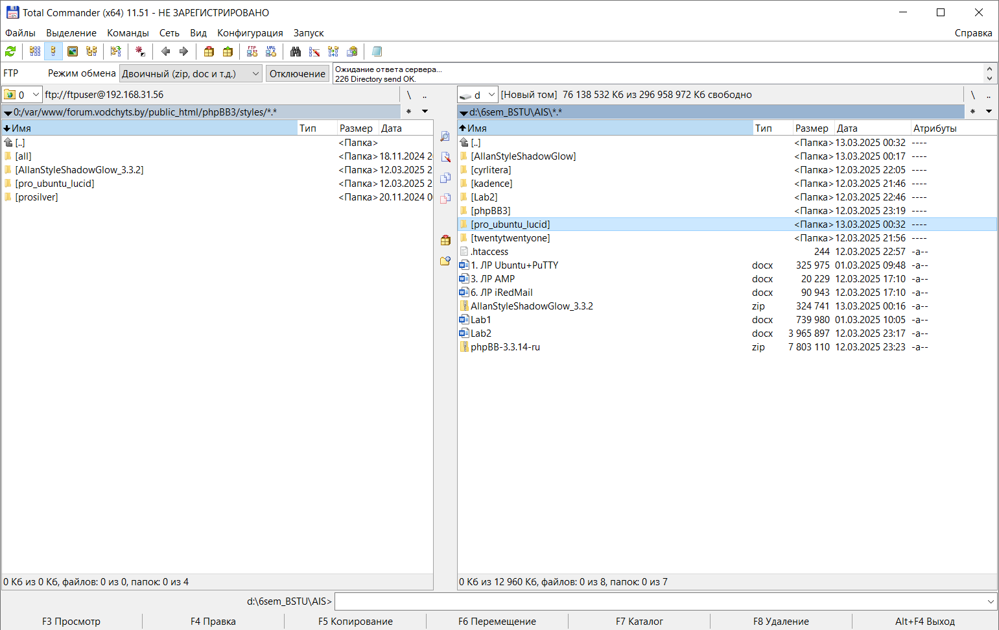 Total Commander (x64) 11.51 - НЕ ЗАРЕГИСТРИРОВАНО
Файлы Выделение Команды Сеть Вид Конфигурация Запуск Справка
FTP
URL
FTP Режим обмена Двоичный (zip, doc и т.д.) Отключение
Ожидание ответа сервера...
226 Directory send OK.
0 ftp://ftpuser@192.168.31.56 \ ..
0:/var/www/forum.vodchyts.by/public_html/phpBB3/styles/*.* *
Имя Тип Размер Дата
[..] <Папка>
[all] <Папка> 18.11.2024 2
[AllanStyleShadowGlow_3.3.2] <Папка> 12.03.2025 2
[pro_ubuntu_lucid] <Папка> 12.03.2025 2
[prosilver] <Папка> 20.11.2024 0
0 Кб из 0 Кб, файлов: 0 из 0, папок: 0 из 4
d [Новый том] 76 138 532 Кб из 296 958 972 Кб свободно \ ..
d:\6sem_BSTU\AIS\*.* *
Имя Тип Размер Дата Атрибуты
[..] <Папка> 13.03.2025 00:32 ----
[AllanStyleShadowGlow] <Папка> 13.03.2025 00:17 ----
[cyrlitera] <Папка> 12.03.2025 22:05 ----
[kadence] <Папка> 12.03.2025 21:46 ----
[Lab2] <Папка> 12.03.2025 22:46 ----
[phpBB3] <Папка> 12.03.2025 23:19 ----
[pro_ubuntu_lucid] <Папка> 13.03.2025 00:32 ----
[twentytwentyone] <Папка> 12.03.2025 21:56 ----
.htaccess 244 12.03.2025 22:57 -a--
1. ЛР Ubuntu+PuTTY docx 325 975 01.03.2025 09:48 -a--
3. ЛР AMP docx 20 229 12.03.2025 17:10 -a--
6. ЛР iRedMail docx 90 943 12.03.2025 17:10 -a--
AllanStyleShadowGlow_3.3.2 zip 324 741 13.03.2025 00:16 -a--
Lab1 docx 739 980 01.03.2025 10:05 -a--
Lab2 docx 3 965 897 12.03.2025 23:17 -a--
phpBB-3.3.14-ru zip 7 803 110 12.03.2025 23:23 -a--
0 Кб из 12 960 Кб, файлов: 0 из 8, папок: 0 из 7
d:\6sem_BSTU\AIS>
F3 Просмотр F4 Правка F5 Копирование F6 Перемещение F7 Каталог F8 Удаление Alt+F4 Выход